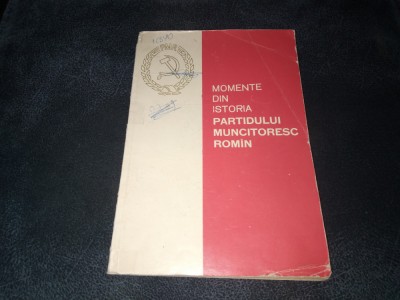 MOMENTE
DIN
ISTORIA
PARTIDULUI
MUNCITORESC
ROMÎN